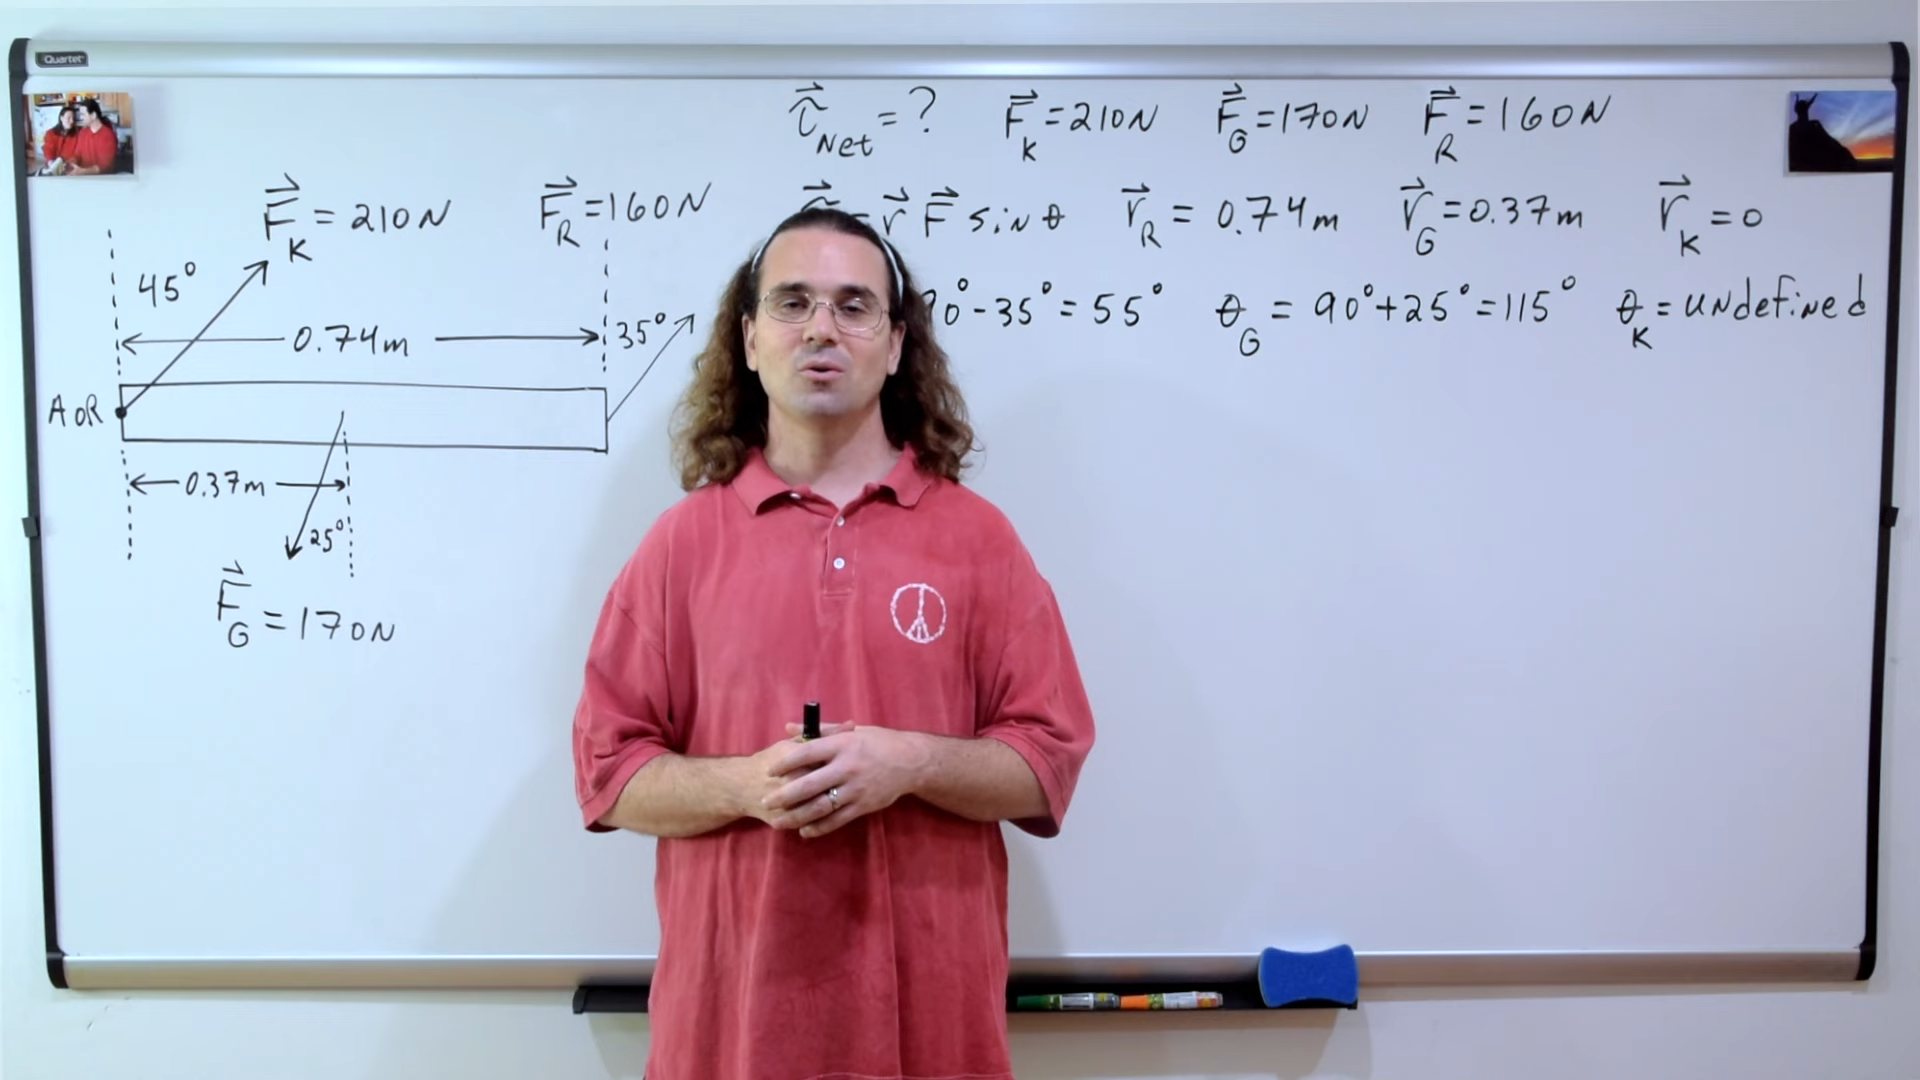 Quartet
τ⃗Net = ? F⃗K = 210N F⃗G = 170N F⃗R = 160N
F⃗K = 210N F⃗R = 160N
= r⃗ F⃗ sin θ r⃗R = 0.74m r⃗G = 0.37m r⃗K = 0
0° - 35° = 55° θG = 90° + 25° = 115° θK = undefined
45°
0.74m 35°
AoR
0.37m
25°
F⃗G = 170N